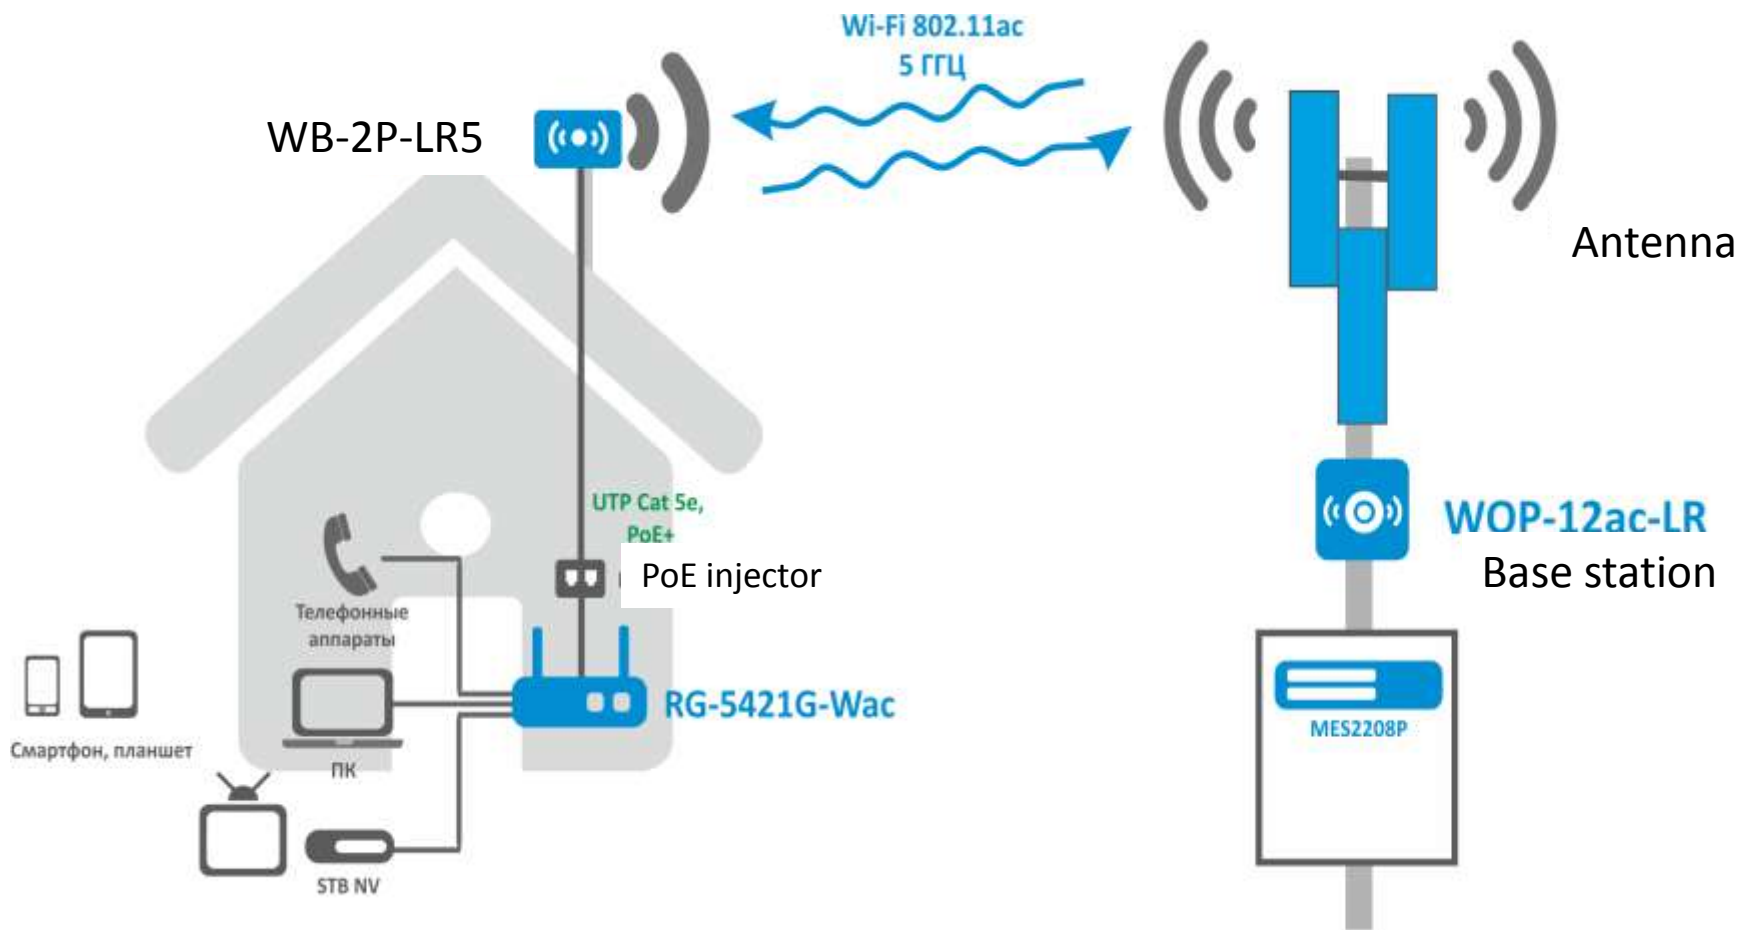 Wi-Fi 802.11ac
5 ГГЦ
WB-2P-LR5
Antenna
UTP Cat 5e,
PoE+
WOP-12ac-LR
PoE injector
Base station
Телефонные
аппараты
RG-5421G-Wac
MES2208P
Смартфон, планшет
ПК
STB NV